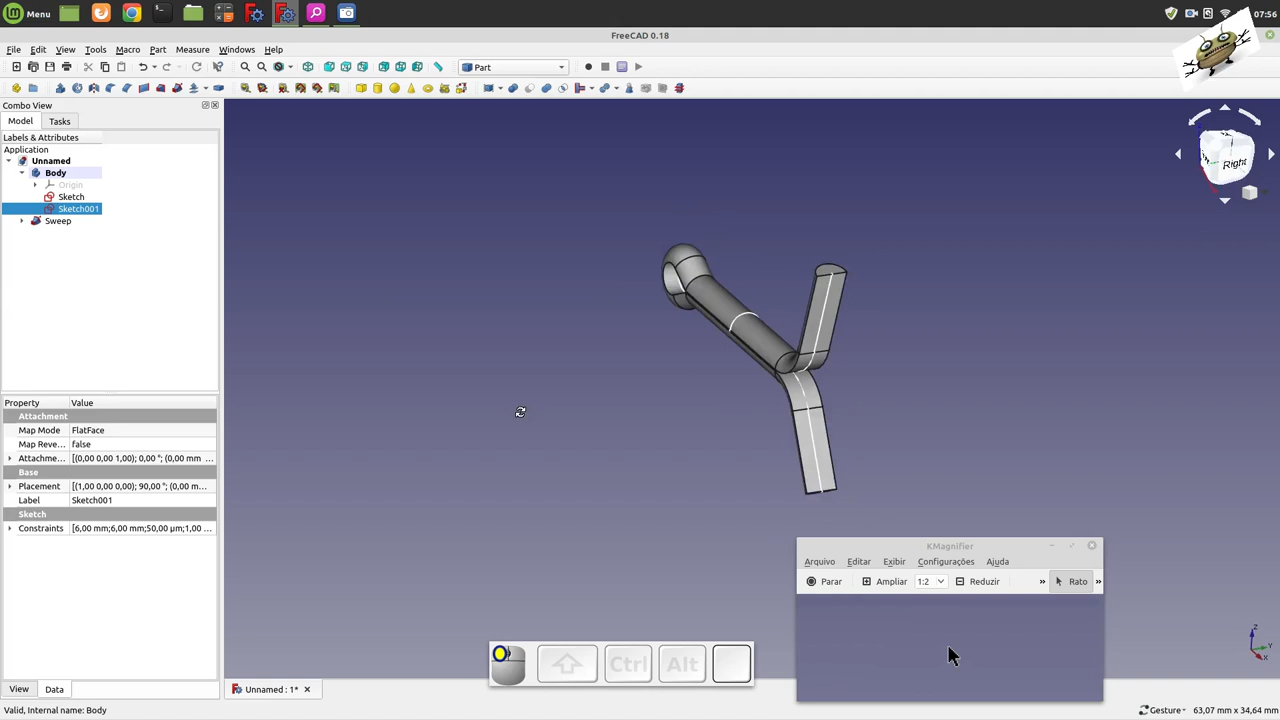 Menu
07:56
FreeCAD 0.18
File Edit View Tools Macro Part Measure Windows Help
Part
Combo View
Model Tasks
Labels & Attributes
Application
Unnamed
Body
Origin
Sketch
Sketch001
Sweep
Right
Property Value
Attachment
Map Mode FlatFace
Map Reve... false
Attachme... [(0,00 0,00 1,00); 0,00 °; (0,00 mm ...
Base
Placement [(1,00 0,00 0,00); 90,00 °; (0,00 m...
Label Sketch001
Sketch
Constraints [6,00 mm;6,00 mm;50,00 µm;1,00 ...
KMagnifier
Arquivo Editar Exibir Configurações Ajuda
Parar Ampliar 1:2 Reduzir » Rato »
Ctrl Alt
Z
Y
X
View Data
Unnamed : 1*
Valid, Internal name: Body
Gesture 63,07 mm x 34,64 mm